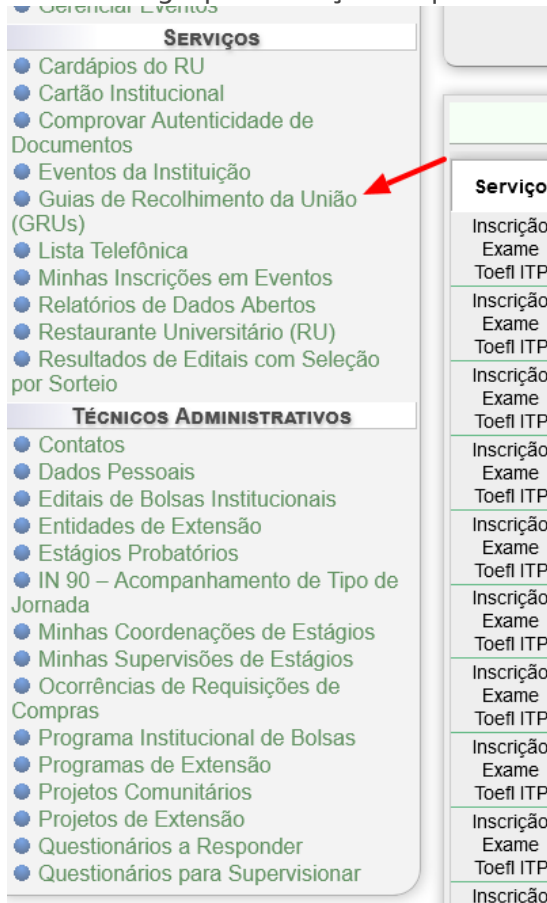 Gerenciar Eventos
SERVIÇOS
Cardápios do RU
Cartão Institucional
Comprovar Autenticidade de
Documentos
Eventos da Instituição
Guias de Recolhimento da União
(GRUs)
Lista Telefônica
Minhas Inscrições em Eventos
Relatórios de Dados Abertos
Restaurante Universitário (RU)
Resultados de Editais com Seleção
por Sorteio
TÉCNICOS ADMINISTRATIVOS
Contatos
Dados Pessoais
Editais de Bolsas Institucionais
Entidades de Extensão
Estágios Probatórios
IN 90 – Acompanhamento de Tipo de
Jornada
Minhas Coordenações de Estágios
Minhas Supervisões de Estágios
Ocorrências de Requisições de
Compras
Programa Institucional de Bolsas
Programas de Extensão
Projetos Comunitários
Projetos de Extensão
Questionários a Responder
Questionários para Supervisionar
Serviço
Inscrição
Exame
Toefl ITP
Inscrição
Exame
Toefl ITP
Inscrição
Exame
Toefl ITP
Inscrição
Exame
Toefl ITP
Inscrição
Exame
Toefl ITP
Inscrição
Exame
Toefl ITP
Inscrição
Exame
Toefl ITP
Inscrição
Exame
Toefl ITP
Inscrição
Exame
Toefl ITP
Inscrição